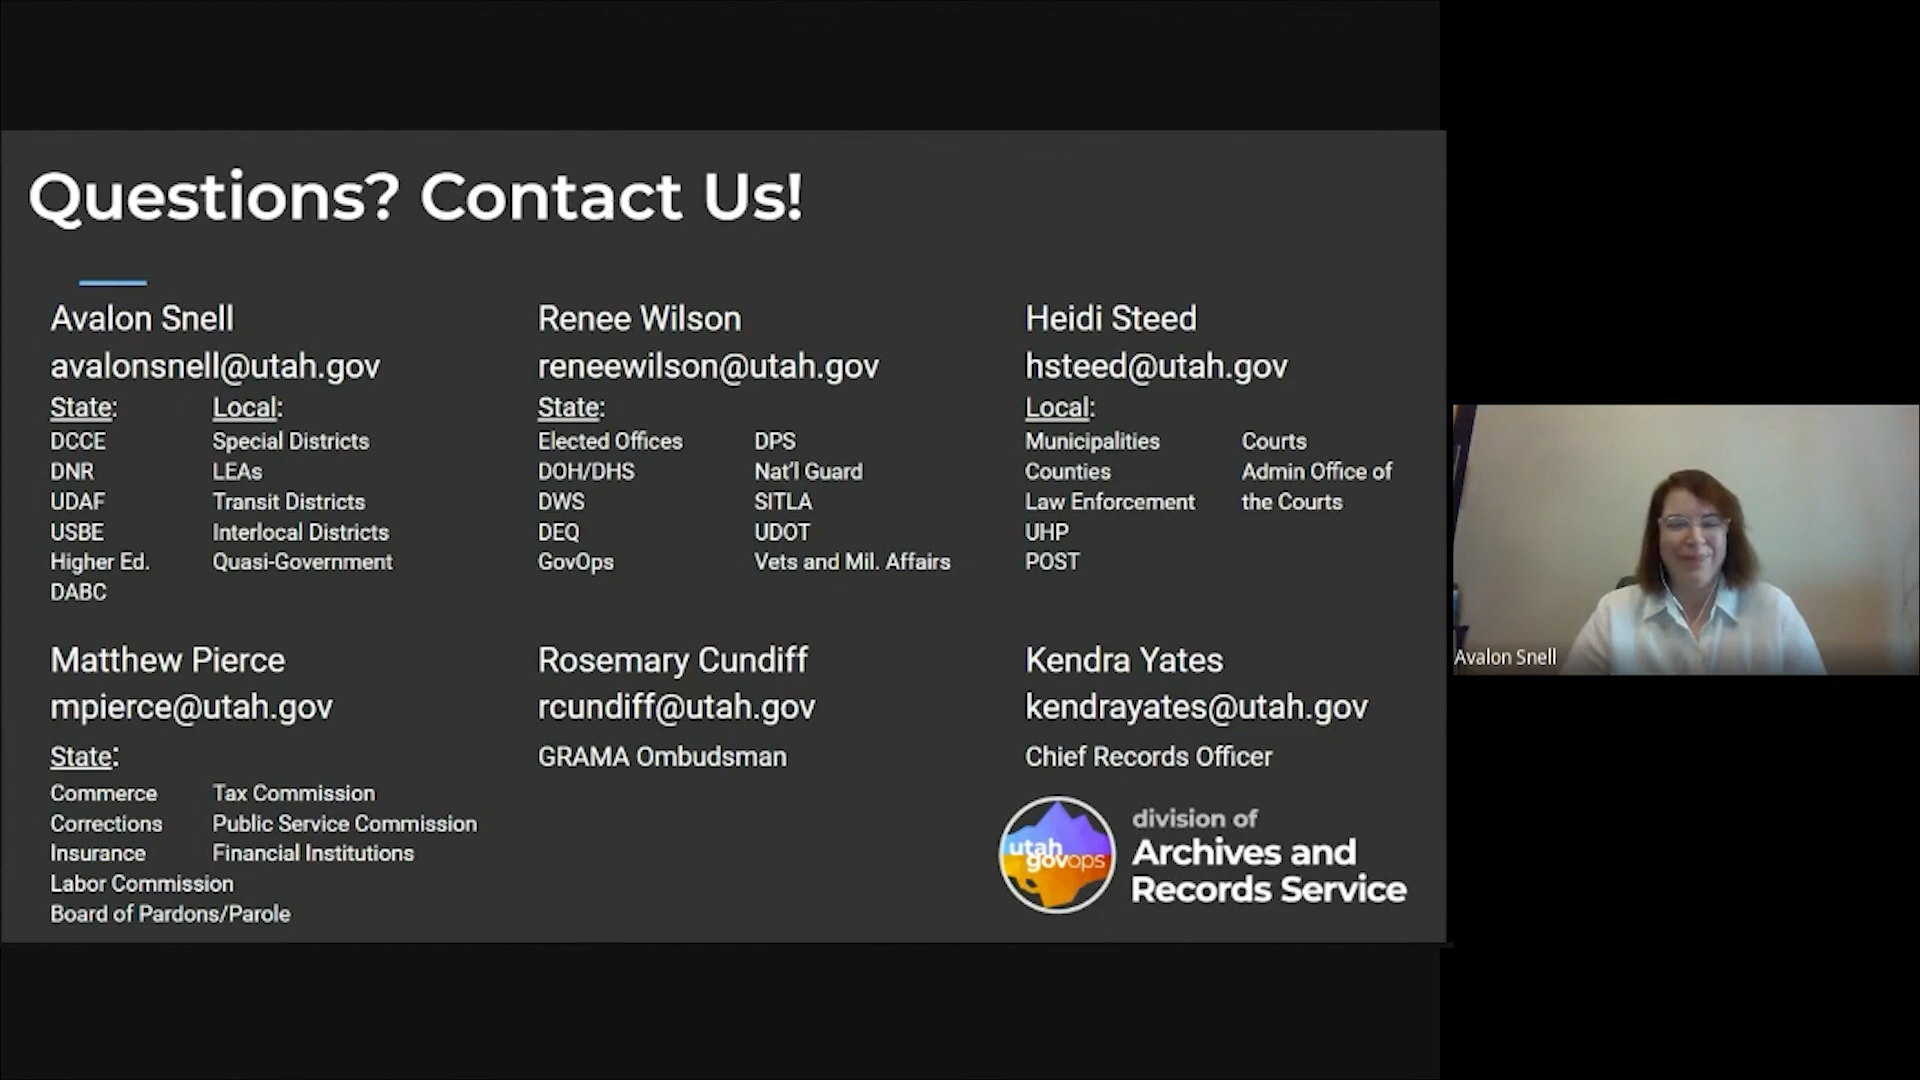 Questions? Contact Us!
Avalon Snell
avalonsnell@utah.gov
State:
DCCE
DNR
UDAF
USBE
Higher Ed.
DABC
Local:
Special Districts
LEAs
Transit Districts
Interlocal Districts
Quasi-Government
Renee Wilson
reneewilson@utah.gov
State:
Elected Offices
DOH/DHS
DWS
DEQ
GovOps
DPS
Nat'l Guard
SITLA
UDOT
Vets and Mil. Affairs
Heidi Steed
hsteed@utah.gov
Local:
Municipalities
Counties
Law Enforcement
UHP
POST
Courts
Admin Office of
the Courts
Matthew Pierce
mpierce@utah.gov
State:
Commerce
Corrections
Insurance
Labor Commission
Board of Pardons/Parole
Tax Commission
Public Service Commission
Financial Institutions
Rosemary Cundiff
rcundiff@utah.gov
GRAMA Ombudsman
Kendra Yates
kendrayates@utah.gov
Chief Records Officer
utah
govops
division of
Archives and
Records Service
Avalon Snell